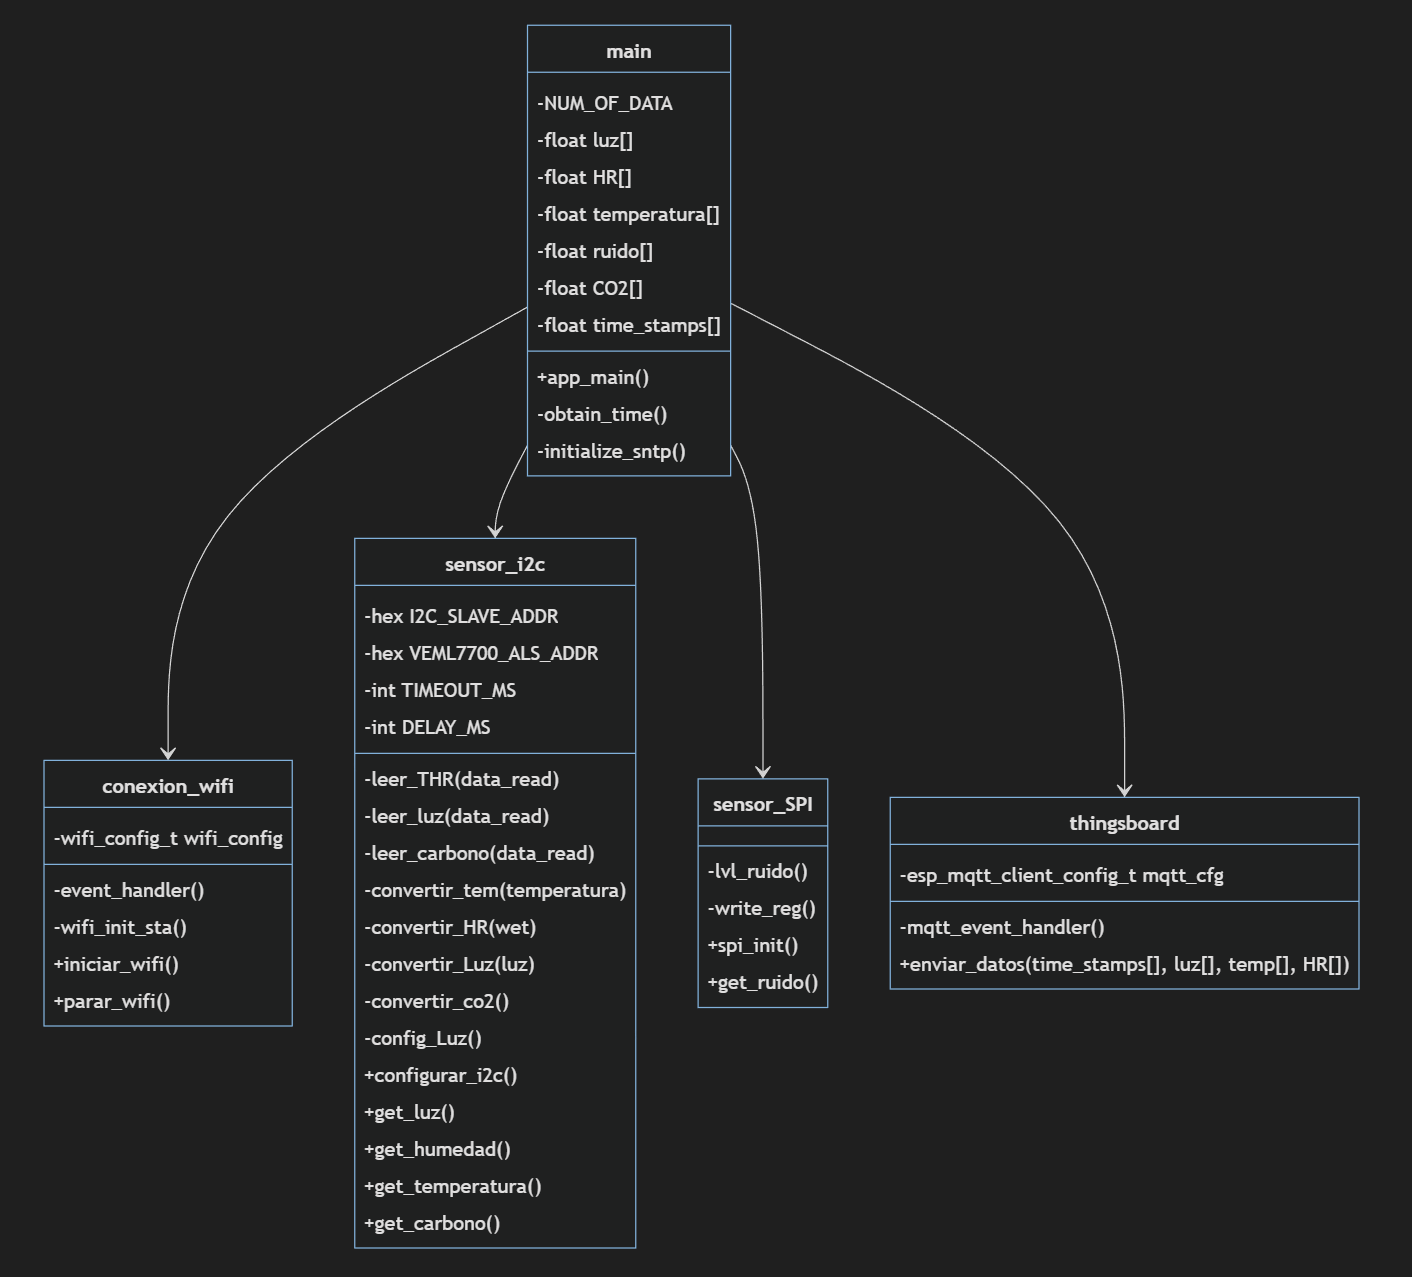 main
-NUM_OF_DATA
-float luz[]
-float HR[]
-float temperatura[]
-float ruido[]
-float CO2[]
-float time_stamps[]
+app_main()
-obtain_time()
-initialize_sntp()
sensor_i2c
-hex I2C_SLAVE_ADDR
-hex VEML7700_ALS_ADDR
-int TIMEOUT_MS
-int DELAY_MS
-leer_THR(data_read)
-leer_luz(data_read)
-leer_carbono(data_read)
-convertir_tem(temperatura)
-convertir_HR(wet)
-convertir_Luz(luz)
-convertir_co2()
-config_Luz()
+configurar_i2c()
+get_luz()
+get_humedad()
+get_temperatura()
+get_carbono()
conexion_wifi
-wifi_config_t wifi_config
-event_handler()
-wifi_init_sta()
+iniciar_wifi()
+parar_wifi()
sensor_SPI
-lvl_ruido()
-write_reg()
+spi_init()
+get_ruido()
thingsboard
-esp_mqtt_client_config_t mqtt_cfg
-mqtt_event_handler()
+enviar_datos(time_stamps[], luz[], temp[], HR[])